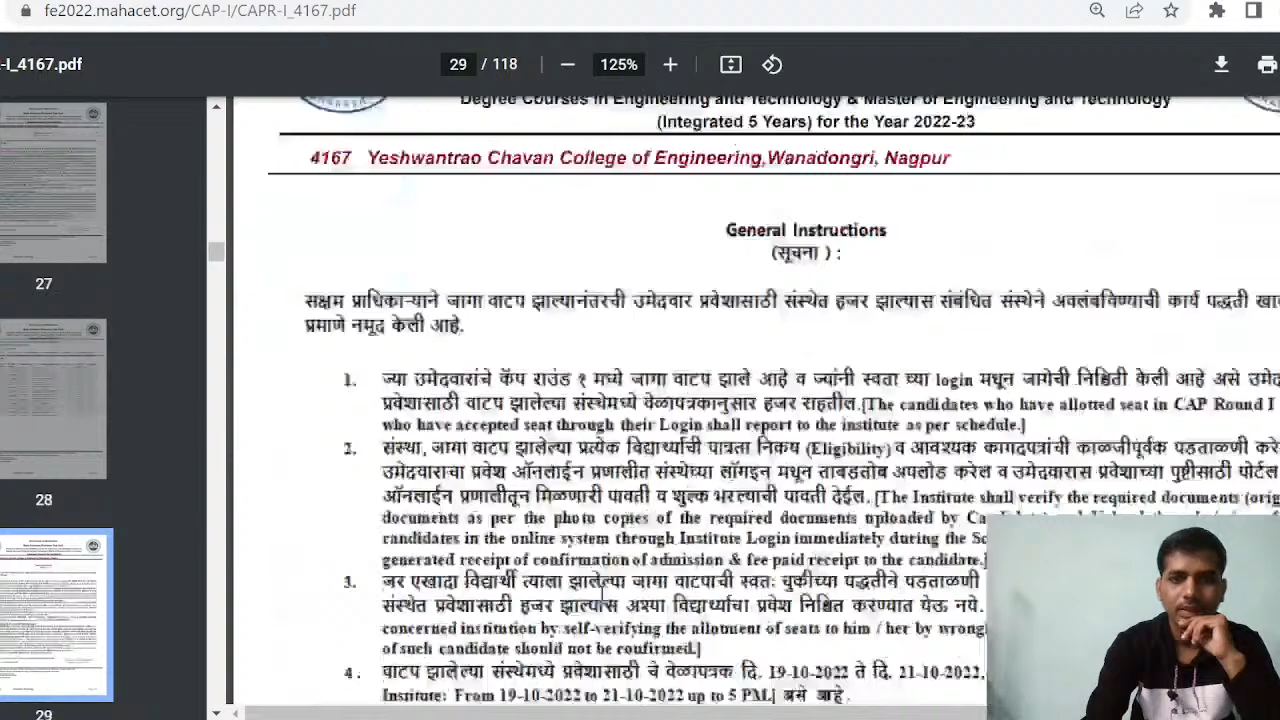 fe2022.mahacet.org/CAP-I/CAPR-I_4167.pdf
-I_4167.pdf
29 / 118
125%
Degree Courses in Engineering and Technology & Master of Engineering and Technology
(Integrated 5 Years) for the Year 2022-23
4167 Yeshwantrao Chavan College of Engineering,Wanadongri, Nagpur
General Instructions
(सूचना ) :
सक्षम प्राधिकाऱ्याने जागा वाटप झाल्यानंतरची उमेदवार प्रवेशासाठी संस्थेत हजर झाल्यास संबंधित संस्थेने अवलंबविण्याची कार्य पद्धती
प्रमाणे नमूद केली आहे.
1. ज्या उमेदवारांचे कॅप राउंड १ मध्ये जागा वाटप झाले आहे व ज्यांनी स्वता च्या login मधून जागेची निश्चिती केली आहे असे
प्रवेशासाठी वाटप झालेल्या संस्थेमध्ये वेळापत्रकानुसार हजर राहतील.[The candidates who have allotted seat in CAP Round I
who have accepted seat through their Login shall report to the institute as per schedule.]
2. संस्था, जागा वाटप झालेल्या प्रत्येक विद्यार्थ्याची पात्रता निकष (Eligibility) व आवश्यक कागदपत्रांची काळजीपूर्वक पडताळणी
उमेदवाराचा प्रवेश ऑनलाईन प्रणालीत संस्थेच्या लॉगइन मधून ताबडतोब अपलोड करेल व उमेदवारास प्रवेशाच्या पुष्टीसाठी पोर्टल
ऑनलाईन प्रणालीतून मिळणारी पावती व शुल्क भरल्याची पावती देईल. [The Institute shall verify the required documents
documents as per the photo copies of the required documents uploaded by
candidates in the online system through Institute Login immediately during the
generated receipt of confirmation of admission & fee paid receipt to the candidate.]
3. जर एखादा विद्यार्थी त्याला झालेल्या जागा वाटपाची स्वत: चुकीच्या पद्धतीने पडताळणी
संस्थेत प्रवेशासाठी हजर झाल्यास अश्या विद्यार्थ्यांचा प्रवेश निश्चित करण्यात येऊ नये.
concerned institution by self-verifying the allotment of seats to him / her by wrong
of such candidate should not be confirmed.]
4. वाटप झालेल्या संस्थेमध्ये प्रवेशासाठी चे वेळापत्रक दि. 19-10-2022 ते दि. 21-10-2022,
Institute: From 19-10-2022 to 21-10-2022 up to 5 PM.] असे आहे.
27
28
29